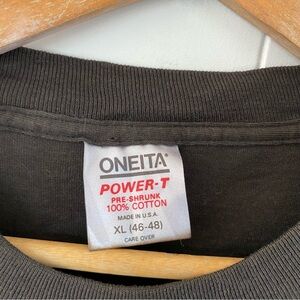 ONEITA
POWER-T
PRE-SHRUNK
100% COTTON
MADE IN U.S.A.
XL (46-48)
CARE OVER